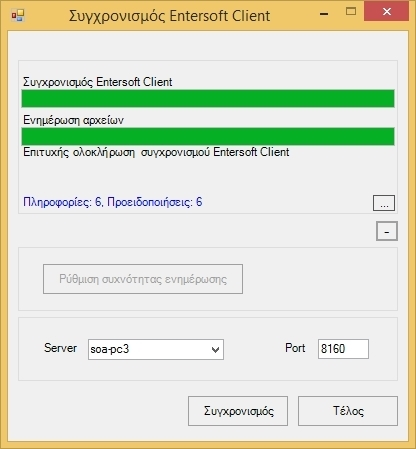 Συγχρονισμός Entersoft Client
Συγχρονισμός Entersoft Client
Ενημέρωση αρχείων
Επιτυχής ολοκλήρωση συγχρονισμού Entersoft Client
Πληροφορίες: 6, Προειδοποιήσεις: 6
...
-
Ρύθμιση συχνότητας ενημέρωσης
Server soa-pc3 Port 8160
Συγχρονισμός Τέλος